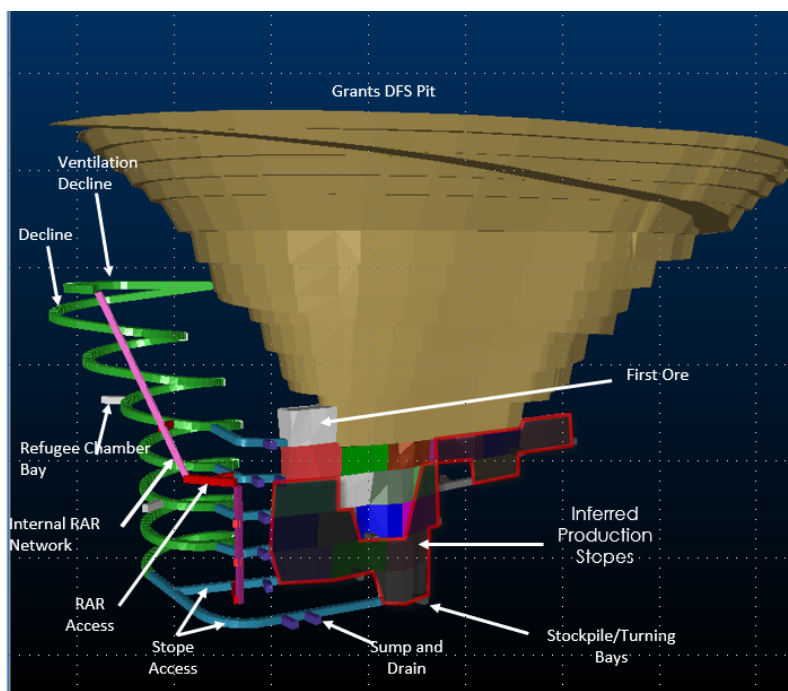 Grants DFS Pit
Ventilation
Decline
Decline
First Ore
Refugee Chamber
Bay
Internal RAR
Network
Inferred
Production
Stopes
RAR
Access
Stope
Access
Sump and
Drain
Stockpile/Turning
Bays